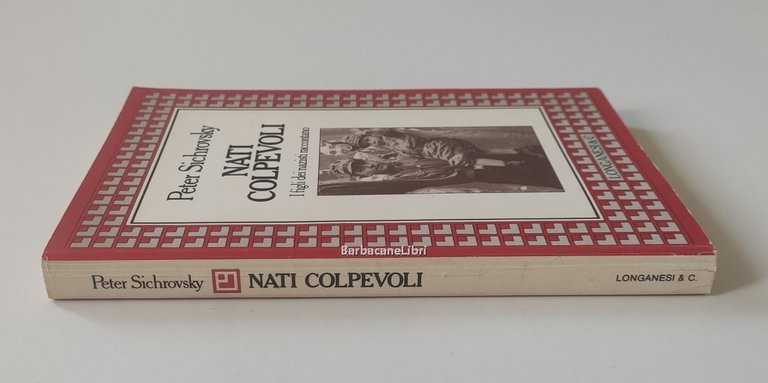 Peter Sichrovsky
NATI
COLPEVOLI
I figli dei nazisti raccontano
LONGANESI & C.
BarbacaneLibri
Peter Sichrovsky NATI COLPEVOLI LONGANESI & C.